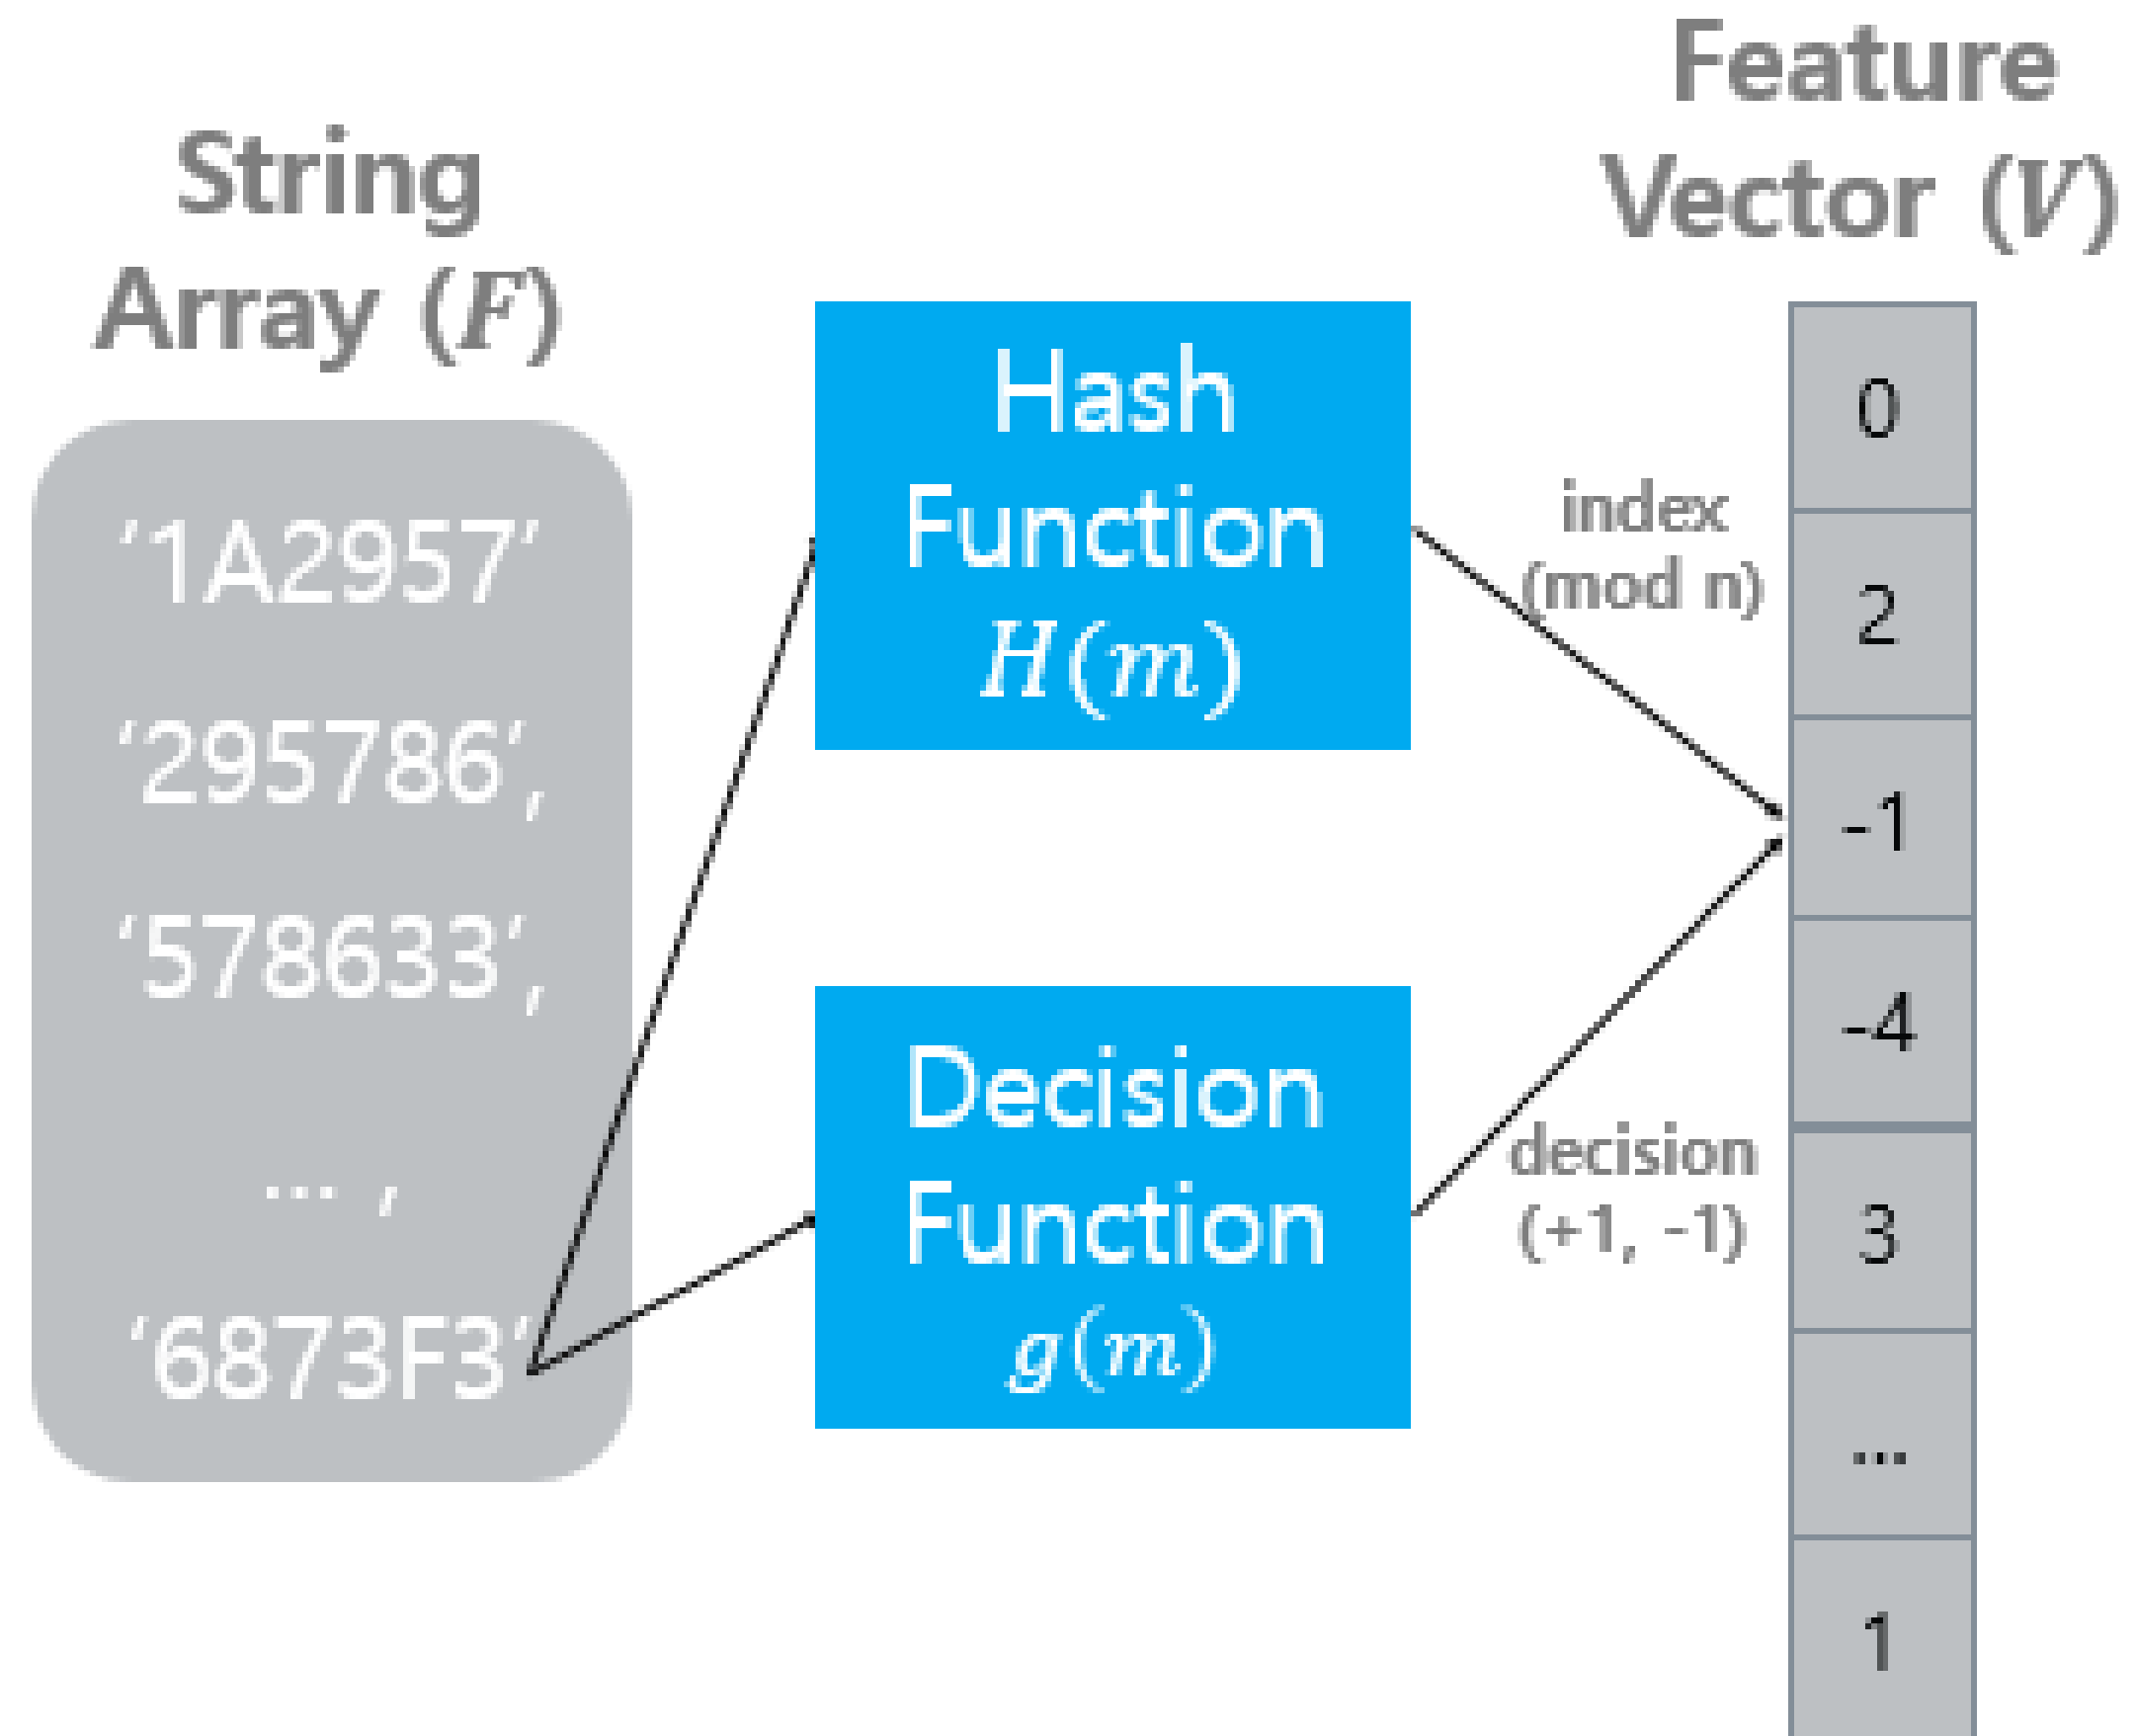 String
Array (F)
‘1A2957’
‘295786’,
‘578633’,
... ,
‘6873F3’
Hash
Function
H(m)
Decision
Function
g(m)
index
(mod n)
decision
(+1, -1)
Feature
Vector (V)
0
2
-1
-4
3
...
1